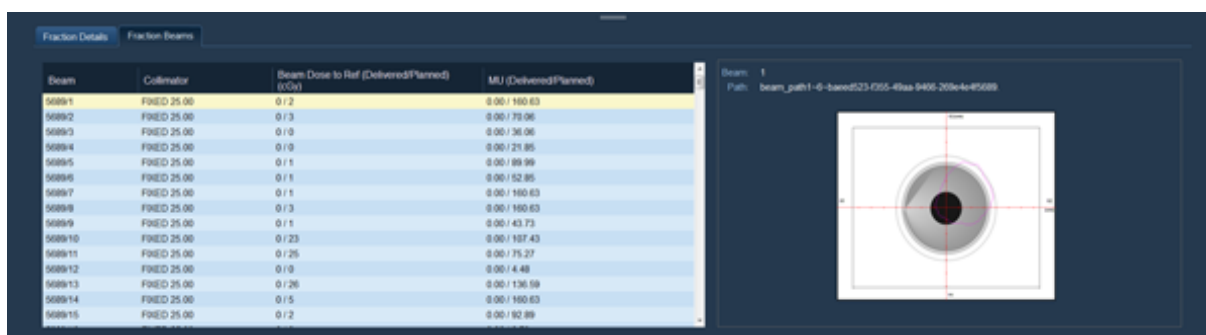 Fraction Details Fraction Beams
Beam Collimator Beam Dose to Ref (Delivered/Planned) (cGy) MU (Delivered/Planned)
5689/1 FIXED 25.00 0 / 2 0.00 / 160.63
5689/2 FIXED 25.00 0 / 3 0.00 / 70.06
5689/3 FIXED 25.00 0 / 0 0.00 / 36.06
5689/4 FIXED 25.00 0 / 0 0.00 / 21.85
5689/5 FIXED 25.00 0 / 1 0.00 / 89.99
5689/6 FIXED 25.00 0 / 1 0.00 / 52.85
5689/7 FIXED 25.00 0 / 1 0.00 / 160.63
5689/8 FIXED 25.00 0 / 3 0.00 / 160.63
5689/9 FIXED 25.00 0 / 1 0.00 / 43.73
5689/10 FIXED 25.00 0 / 23 0.00 / 107.43
5689/11 FIXED 25.00 0 / 25 0.00 / 75.27
5689/12 FIXED 25.00 0 / 0 0.00 / 4.48
5689/13 FIXED 25.00 0 / 26 0.00 / 136.59
5689/14 FIXED 25.00 0 / 5 0.00 / 160.63
5689/15 FIXED 25.00 0 / 2 0.00 / 92.89
Beam: 1
Path: